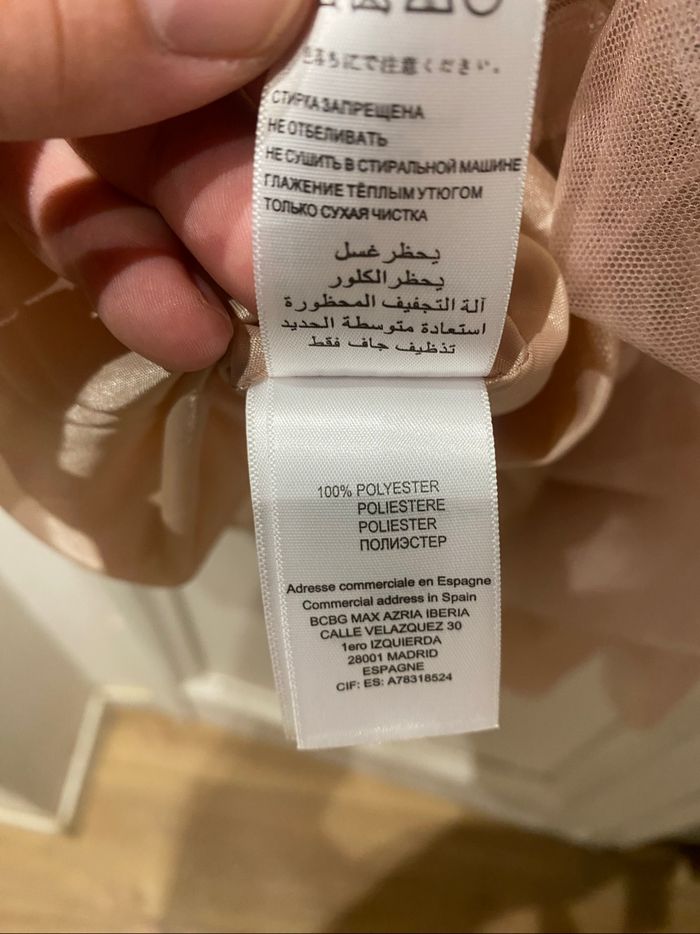 にて注意ください。
СТИРКА ЗАПРЕЩЕНА
НЕ ОТБЕЛИВАТЬ
НЕ СУШИТЬ В СТИРАЛЬНОЙ МАШИНЕ
ГЛАЖЕНИЕ ТЁПЛЫМ УТЮГОМ
ТОЛЬКО СУХАЯ ЧИСТКА
يحظر غسل
يحظر الكلور
آلة التجفيف المحظورة
استعادة متوسطة الحديد
تذظيف جاف فقط
100% POLYESTER
POLIESTERE
POLIESTER
ПОЛИЭСТЕР
Adresse commerciale en Espagne
Commercial address in Spain
BCBG MAX AZRIA IBERIA
CALLE VELAZQUEZ 30
1ero IZQUIERDA
28001 MADRID
ESPAGNE
CIF: ES: A78318524